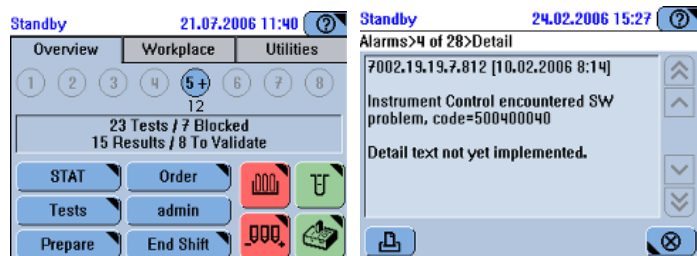 Standby 21.07.2006 11:40
Overview Workplace Utilities
1 2 3 4 5+ 6 7 8
12
23 Tests / 7 Blocked
15 Results / 8 To Validate
STAT Order
Tests admin
Prepare End Shift
Standby 24.02.2006 15:27
Alarms>4 of 28>Detail
7002.19.19.7.812 [10.02.2006 8:14]
Instrument Control encountered SW
problem, code=500400040
Detail text not yet implemented.